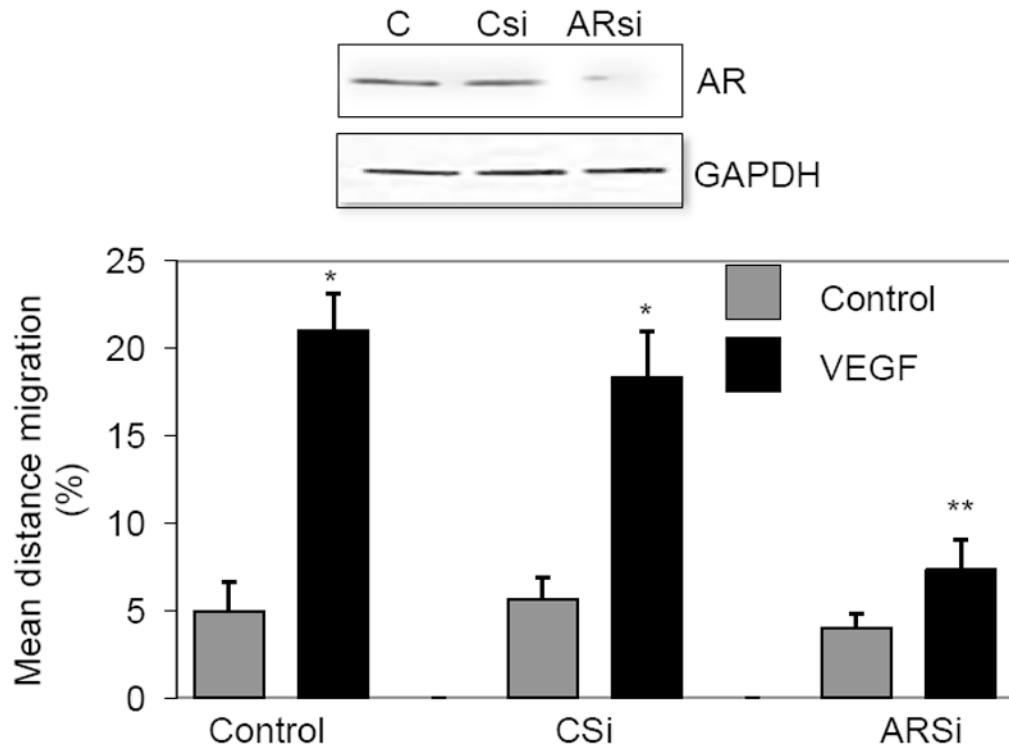 C Csi ARsi
AR
GAPDH
Mean distance migration
(%)
25
20
15
10
5
0
*
*
**
Control
VEGF
Control CSi ARSi